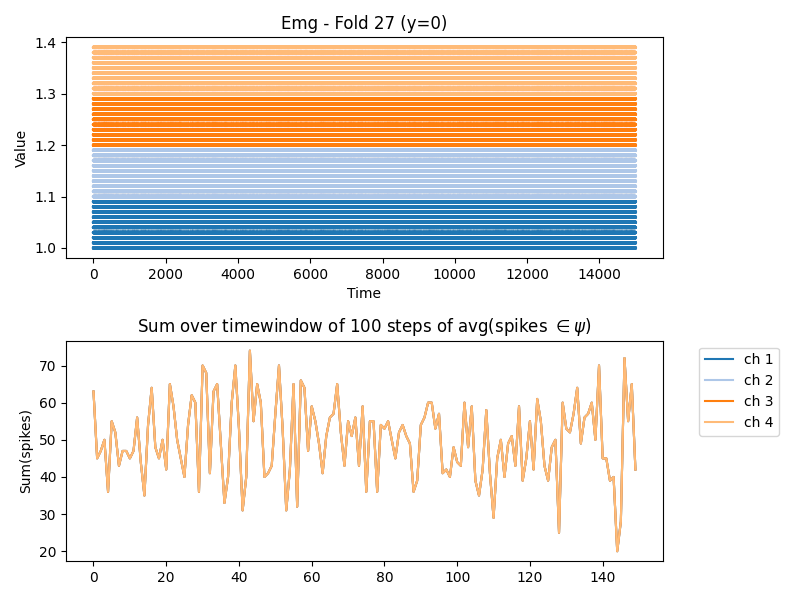 Emg - Fold 27 (y=0)
1.4
1.3
1.2
1.1
1.0
Value
0 2000 4000 6000 8000 10000 12000 14000
Time
Sum over timewindow of 100 steps of avg(spikes ∈ ψ)
70
60
50
40
30
20
Sum(spikes)
0 20 40 60 80 100 120 140
ch 1
ch 2
ch 3
ch 4